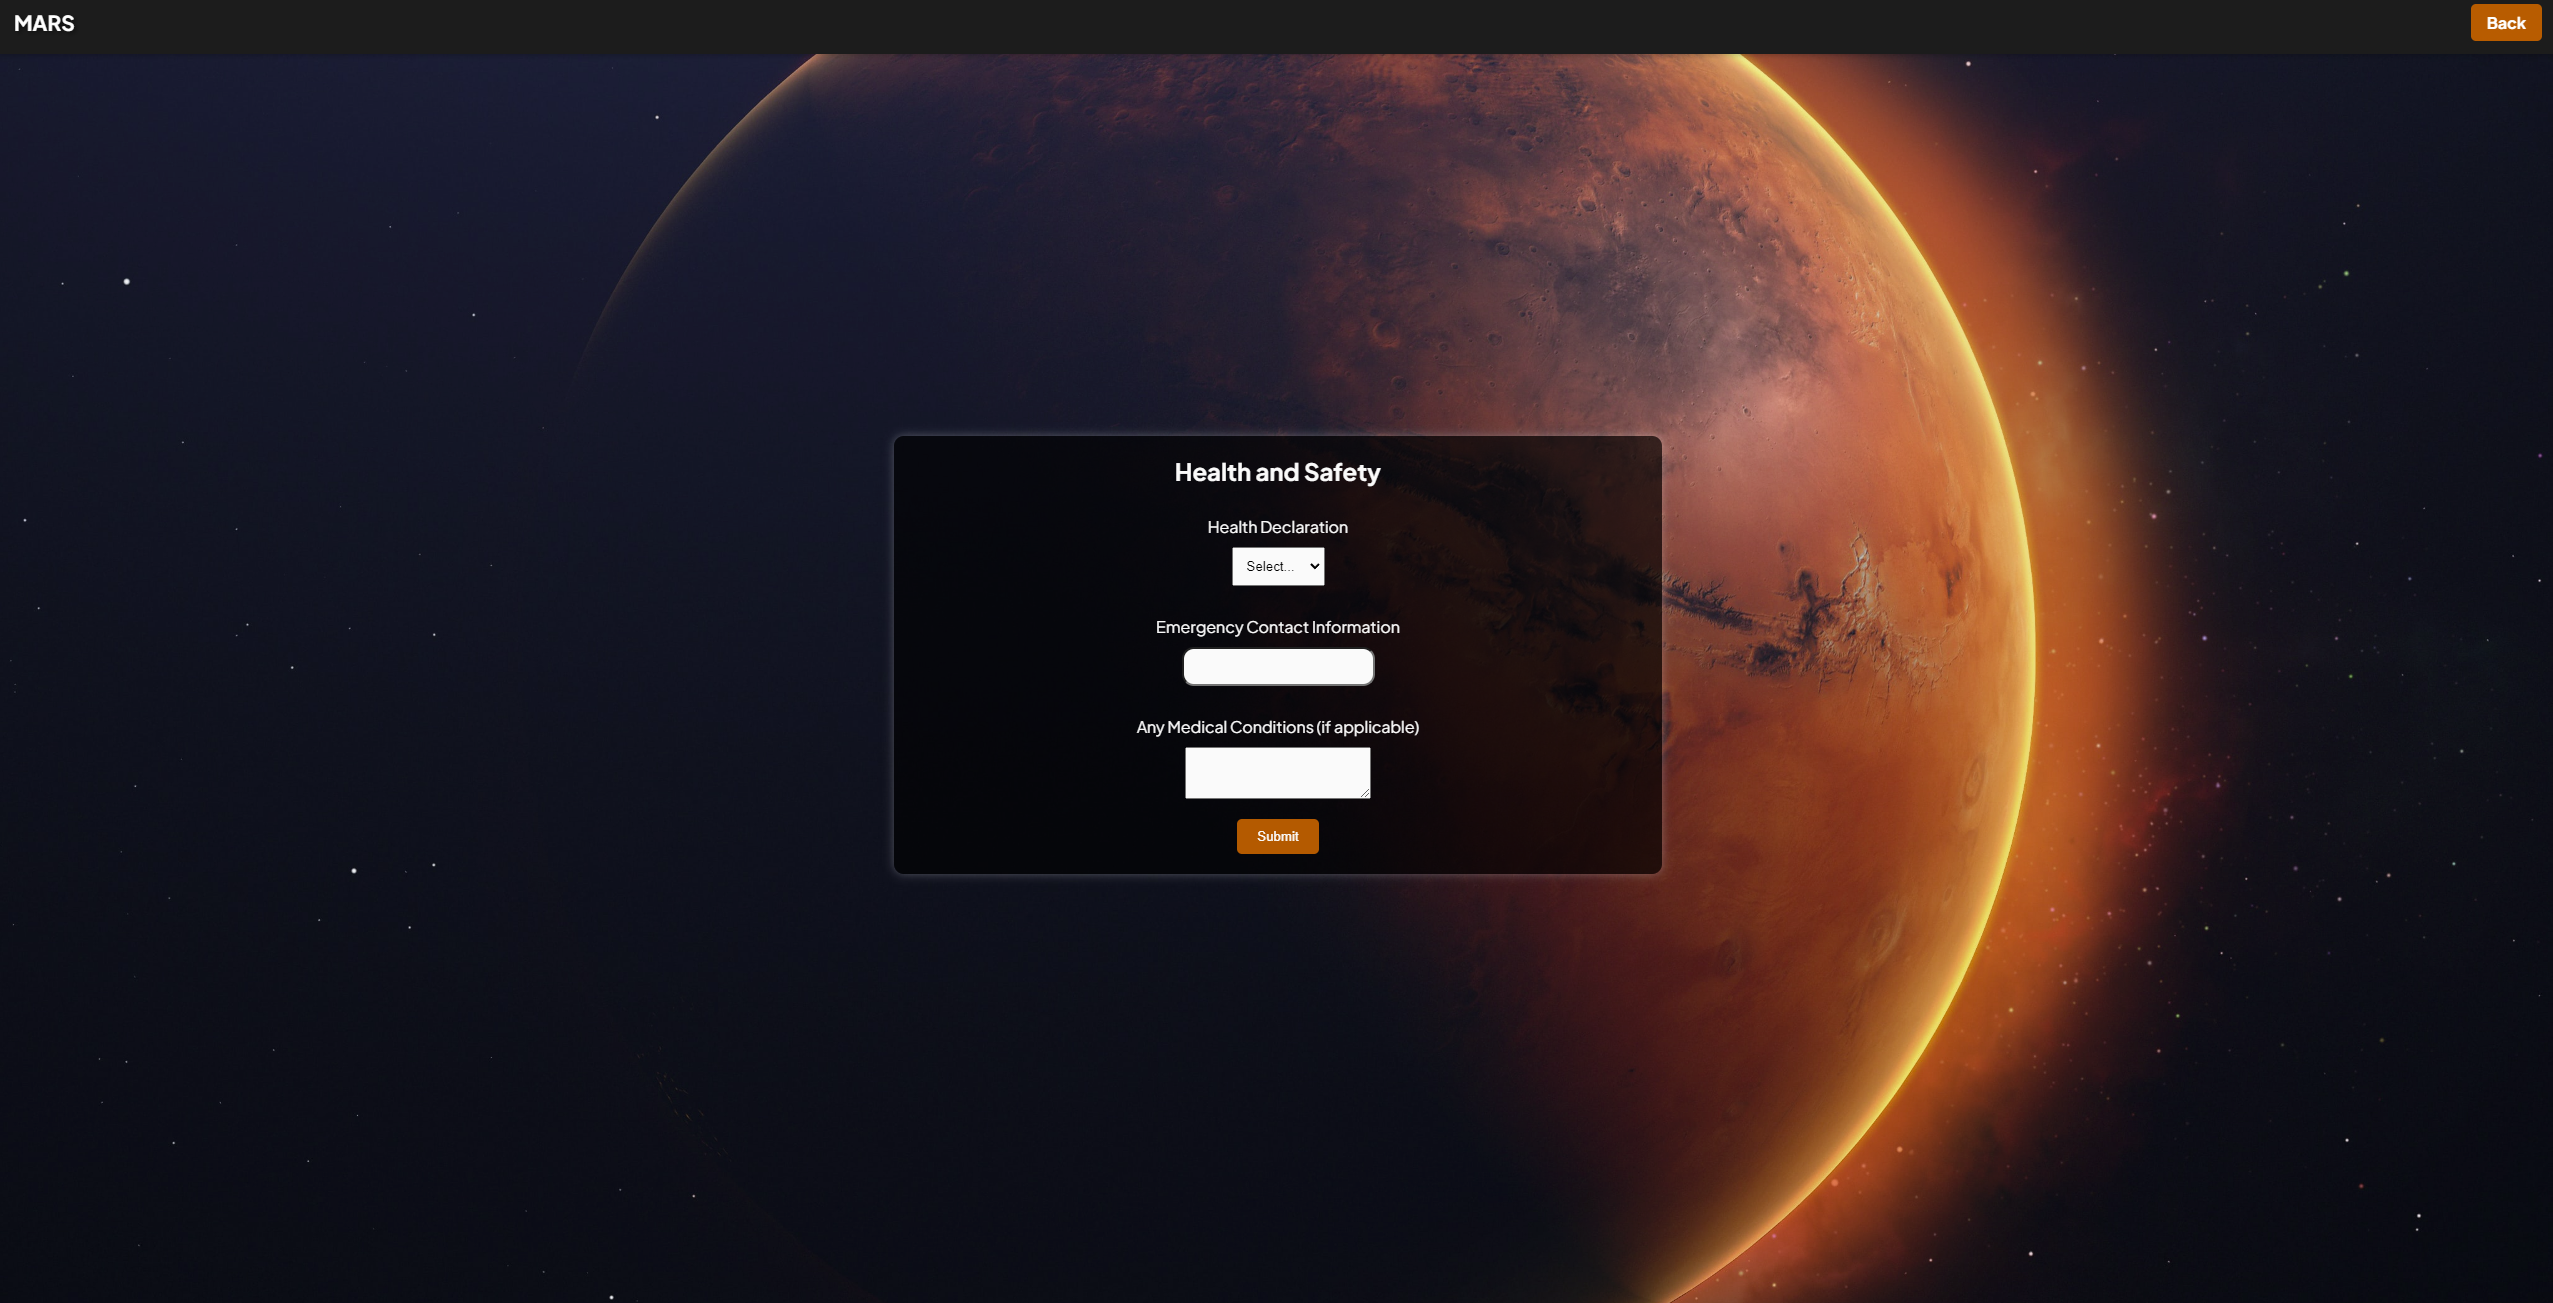 MARS
Back
Health and Safety
Health Declaration
Select...
Emergency Contact Information
Any Medical Conditions (if applicable)
Submit